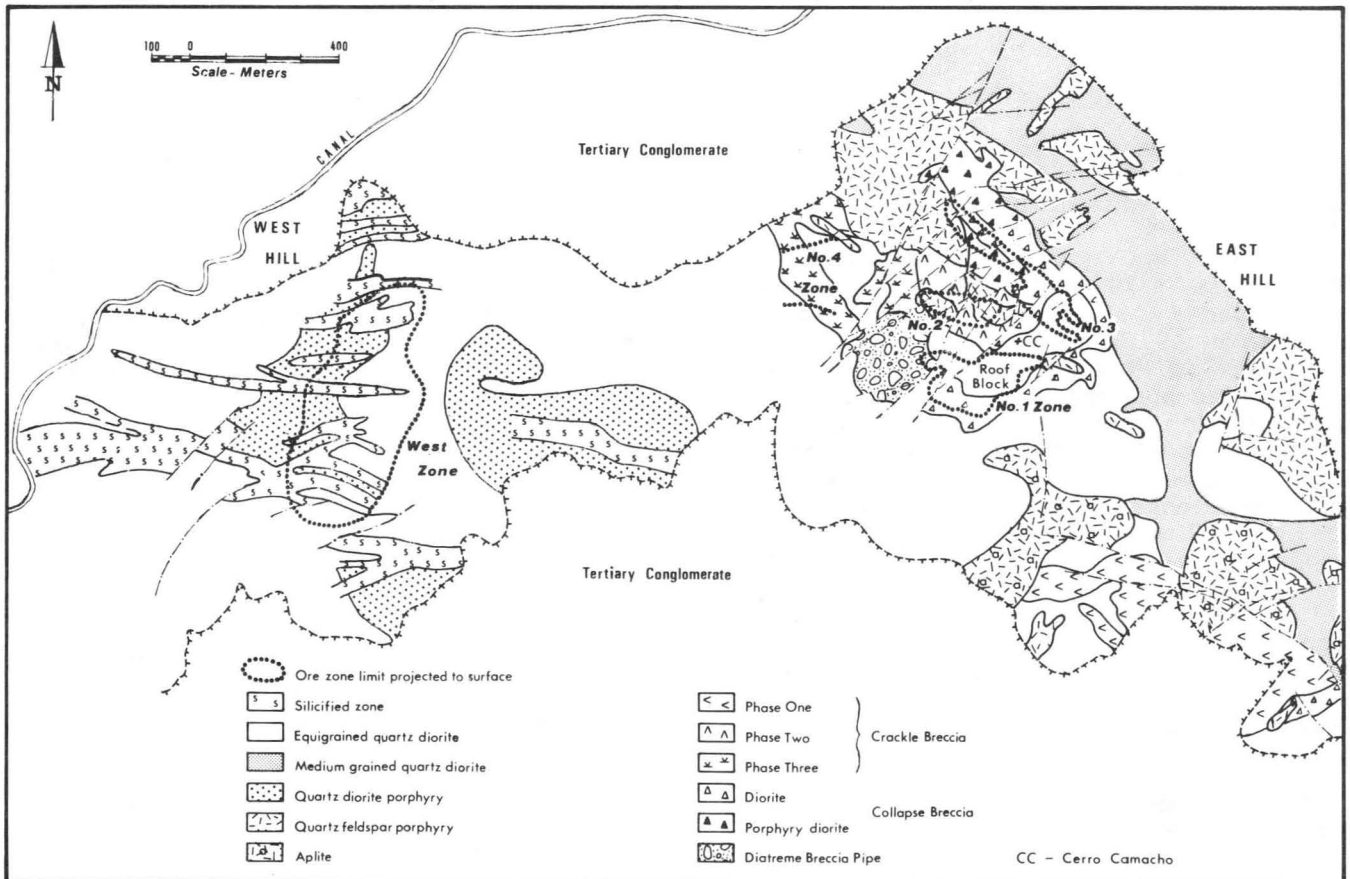 N
100 0 400
Scale - Meters
CANAL
WEST
HILL
Tertiary Conglomerate
EAST
HILL
No.4
Zone
No.2
No.3
+CC
Roof
Block
No.1 Zone
West
Zone
Tertiary Conglomerate
Ore zone limit projected to surface
Silicified zone
Equigrained quartz diorite
Medium grained quartz diorite
Quartz diorite porphyry
Quartz feldspar porphyry
Aplite
Phase One
Phase Two
Phase Three
Crackle Breccia
Diorite
Porphyry diorite
Collapse Breccia
Diatreme Breccia Pipe
CC - Cerro Camacho